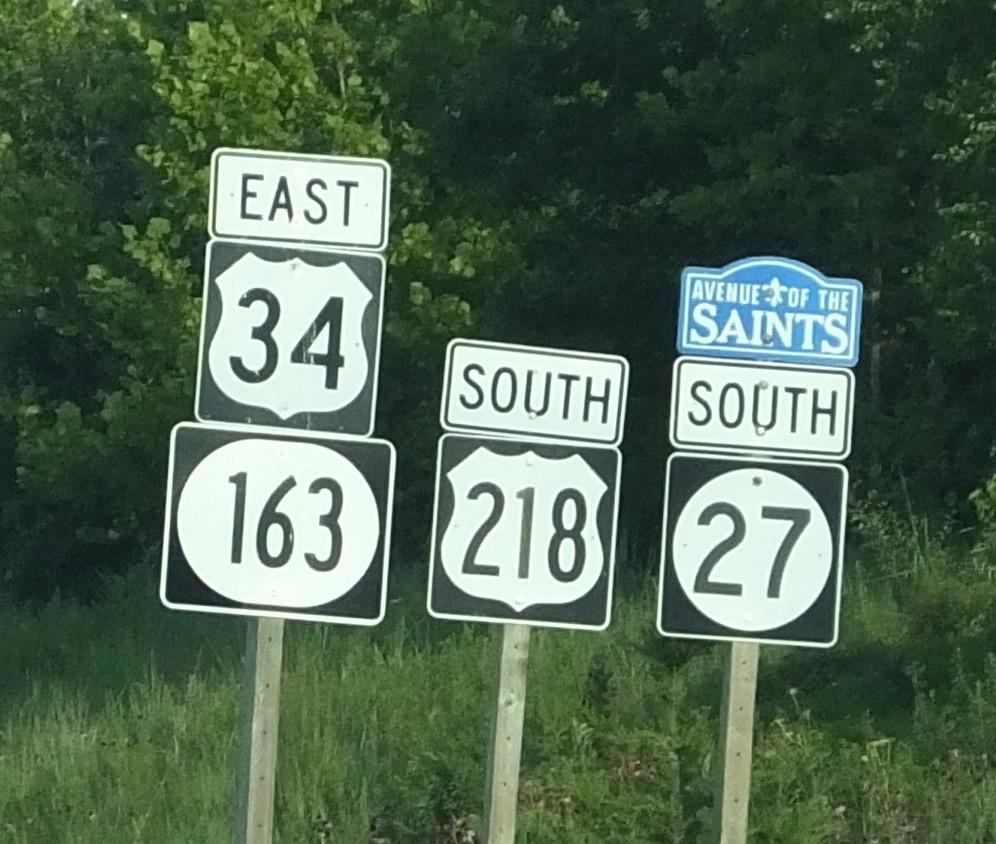 EAST
34
163
SOUTH
218
AVENUE OF THE
SAINTS
SOUTH
27